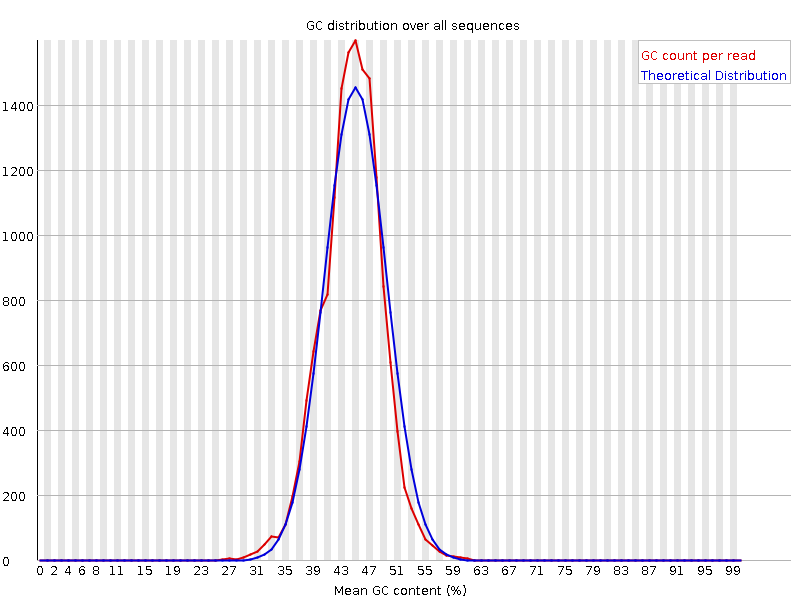 GC distribution over all sequences
GC count per read
Theoretical Distribution
1400
1200
1000
800
600
400
200
0
0 2 4 6 8 11 15 19 23 27 31 35 39 43 47 51 55 59 63 67 71 75 79 83 87 91 95 99
Mean GC content (%)